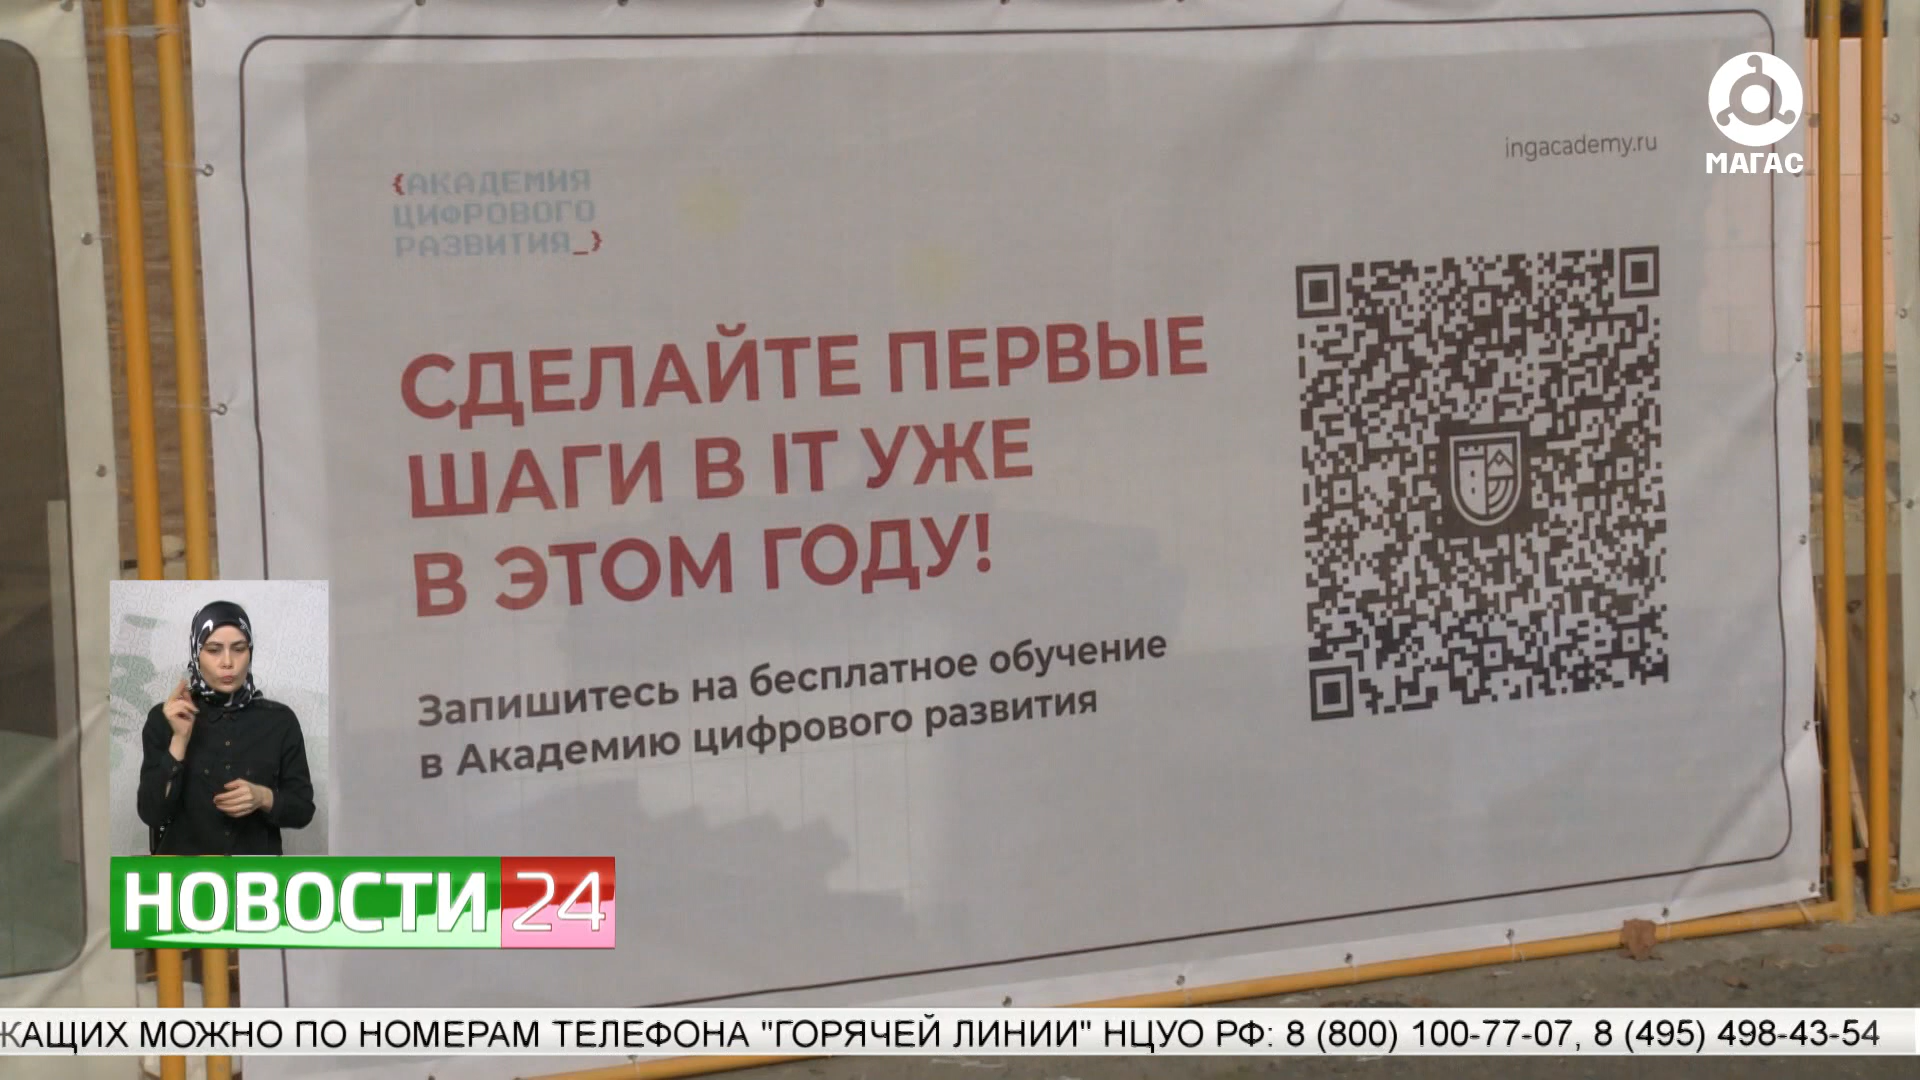 МАГАС
ingacademy.ru
{АКАДЕМИЯ
ЦИФРОВОГО
РАЗВИТИЯ_}
СДЕЛАЙТЕ ПЕРВЫЕ
ШАГИ В IT УЖЕ
В ЭТОМ ГОДУ!
Запишитесь на бесплатное обучение
в Академию цифрового развития
НОВОСТИ 24
МОЖНО ПО НОМЕРАМ ТЕЛЕФОНА "ГОРЯЧЕЙ ЛИНИИ" НЦУО РФ: 8 (800) 100-77-07, 8 (495) 498-43-54